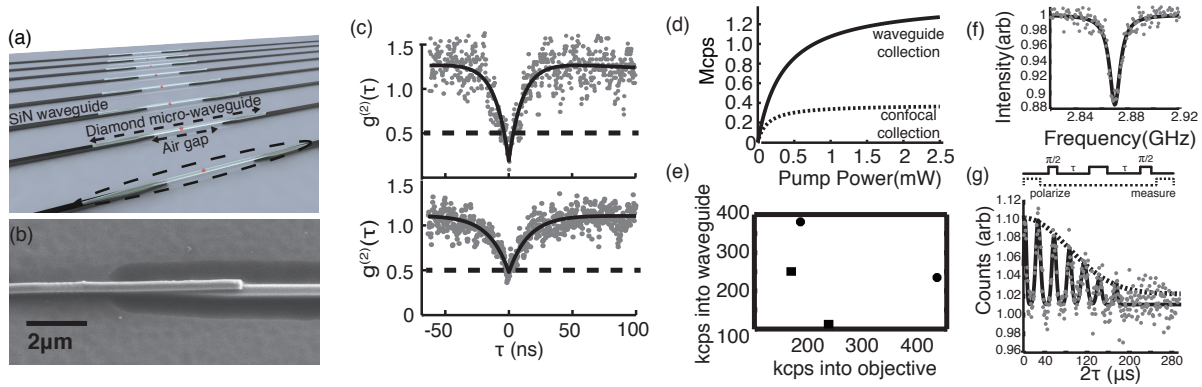 (a)
SiN waveguide
Diamond micro-waveguide
Air gap
(b)
2μm
(c)
1.5
1.0
0.5
0
g⁽²⁾(τ)
1.5
1.0
0.5
0
g⁽²⁾(τ)
-50 0 50 100
τ (ns)
(d)
1.2
1.0
0.8
0.6
0.4
0.2
0
Mcps
waveguide
collection
confocal
collection
0 0.5 1.0 1.5 2.0 2.5
Pump Power(mW)
(e)
400
300
200
100
kcps into waveguide
200 300 400
kcps into objective
(f)
1
0.98
0.96
0.94
0.91
0.90
0.88
Intensity(arb)
2.84 2.88 2.92
Frequency(GHz)
π/2 τ τ π/2
polarize measure
(g)
1.10
1.08
1.06
1.04
1.02
1.00
0.98
0.96
Counts (arb)
0 40 120 200 280
2τ (μs)